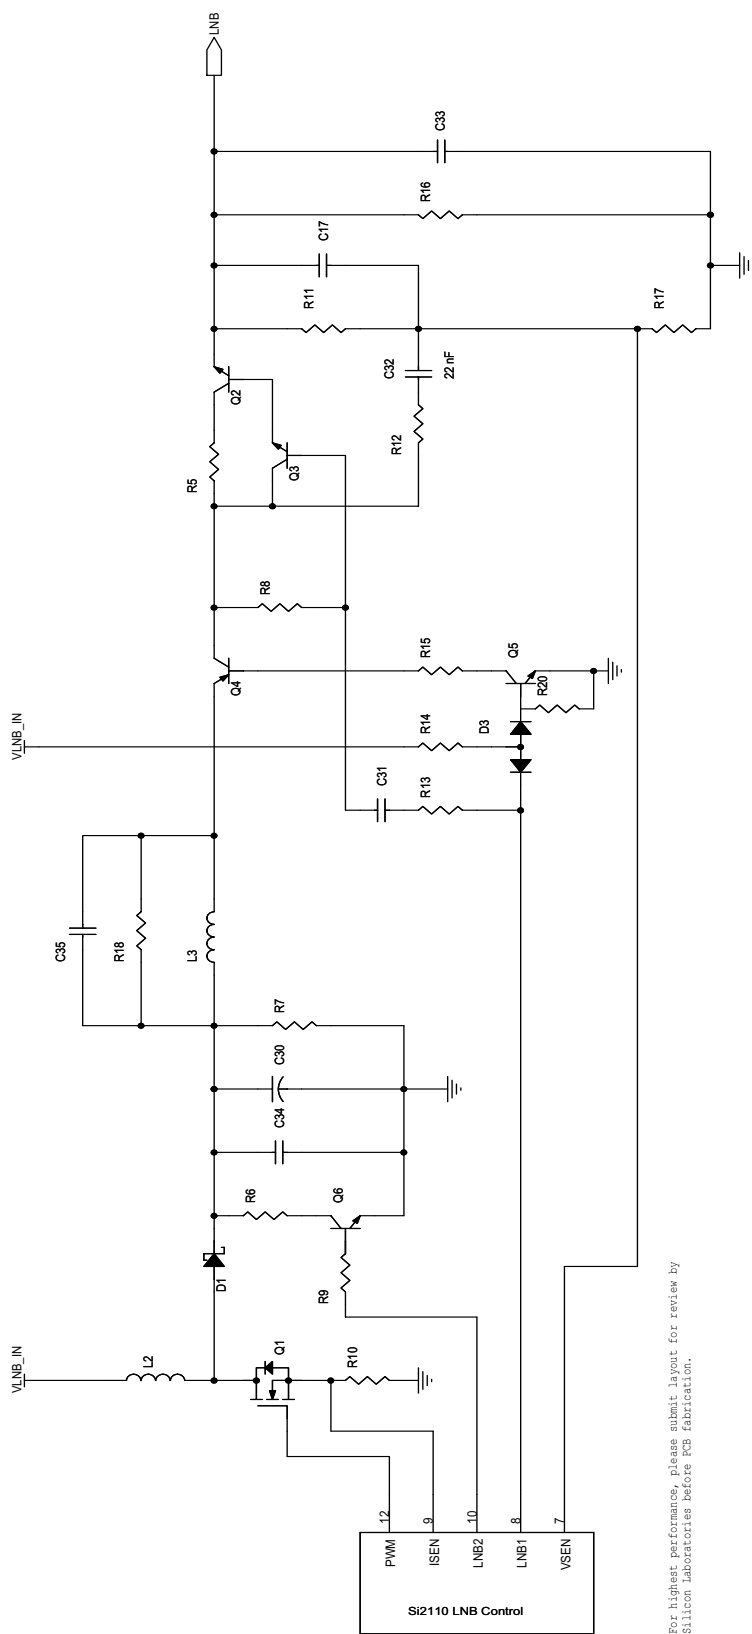 LNB
C33
R16
C17
R11
R17
C32
22 nF
R12
Q2
Q3
R5
R8
Q4
R15
Q5
R20
D3
R14
VLNB_IN
C31
R13
C35
R18
L3
R7
C30
C34
R6
Q6
R9
D1
VLNB_IN
L2
Q1
R10
12
PWM
9
ISEN
10
LNB2
8
LNB1
7
VSEN
Si2110 LNB Control
For highest performance, please submit layout for review by
Silicon Laboratories before PCB fabrication.